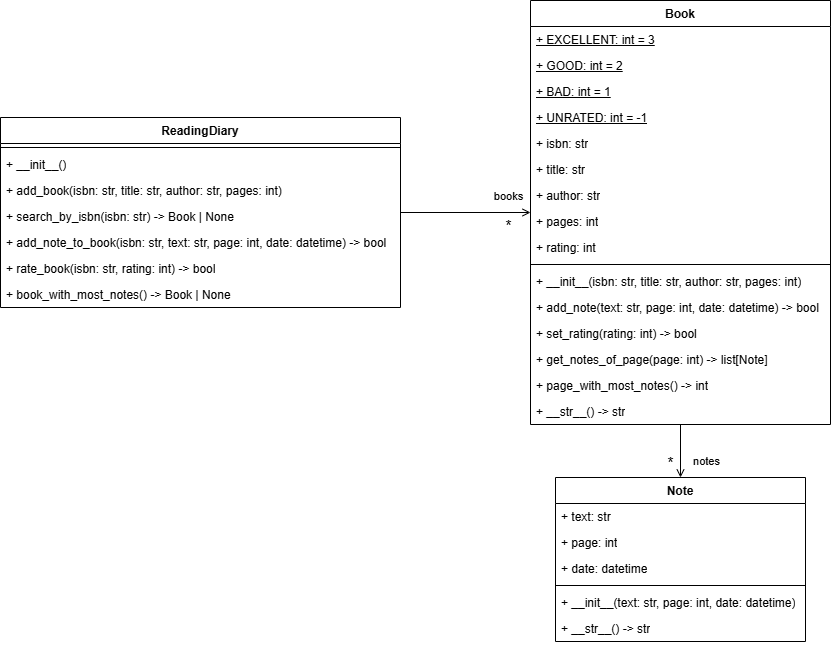 ReadingDiary
+ __init__()
+ add_book(isbn: str, title: str, author: str, pages: int)
+ search_by_isbn(isbn: str) -> Book | None
+ add_note_to_book(isbn: str, text: str, page: int, date: datetime) -> bool
+ rate_book(isbn: str, rating: int) -> bool
+ book_with_most_notes() -> Book | None
books
*
Book
+ EXCELLENT: int = 3
+ GOOD: int = 2
+ BAD: int = 1
+ UNRATED: int = -1
+ isbn: str
+ title: str
+ author: str
+ pages: int
+ rating: int
+ __init__(isbn: str, title: str, author: str, pages: int)
+ add_note(text: str, page: int, date: datetime) -> bool
+ set_rating(rating: int) -> bool
+ get_notes_of_page(page: int) -> list[Note]
+ page_with_most_notes() -> int
+ __str__() -> str
* notes
Note
+ text: str
+ page: int
+ date: datetime
+ __init__(text: str, page: int, date: datetime)
+ __str__() -> str